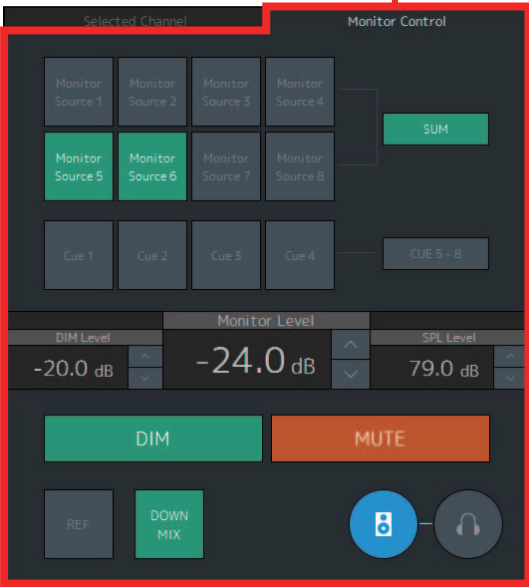 Selected Channel
Monitor Control
Monitor Source 1
Monitor Source 2
Monitor Source 3
Monitor Source 4
SUM
Monitor Source 5
Monitor Source 6
Monitor Source 7
Monitor Source 8
Cue 1
Cue 2
Cue 3
Cue 4
CUE 5 - 8
Monitor Level
DIM Level
SPL Level
-20.0 dB
-24.0 dB
79.0 dB
DIM
MUTE
REF
DOWN
MIX